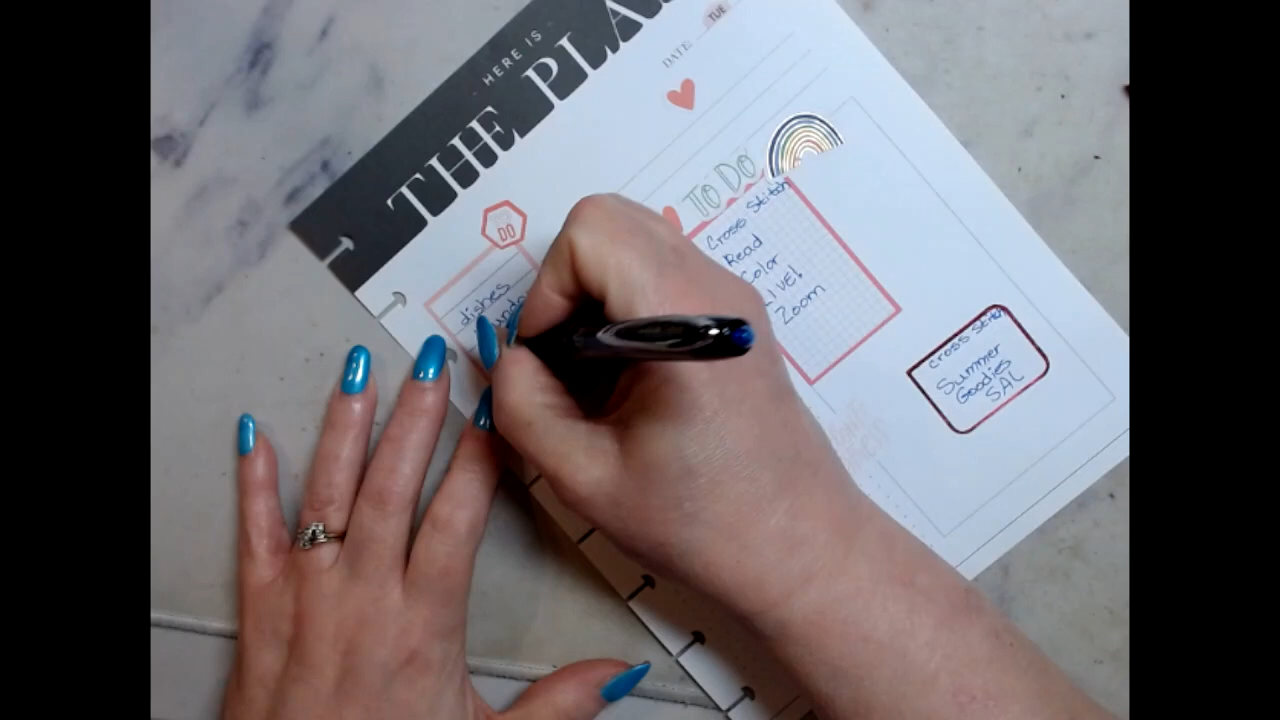 HERE IS
THE PLA
DATE:
TUE
TO DO
Cross Stitch
Read
Color
LIVE!
Zoom
DO
dishes
cross stitch
Summer
Goodies
SAL